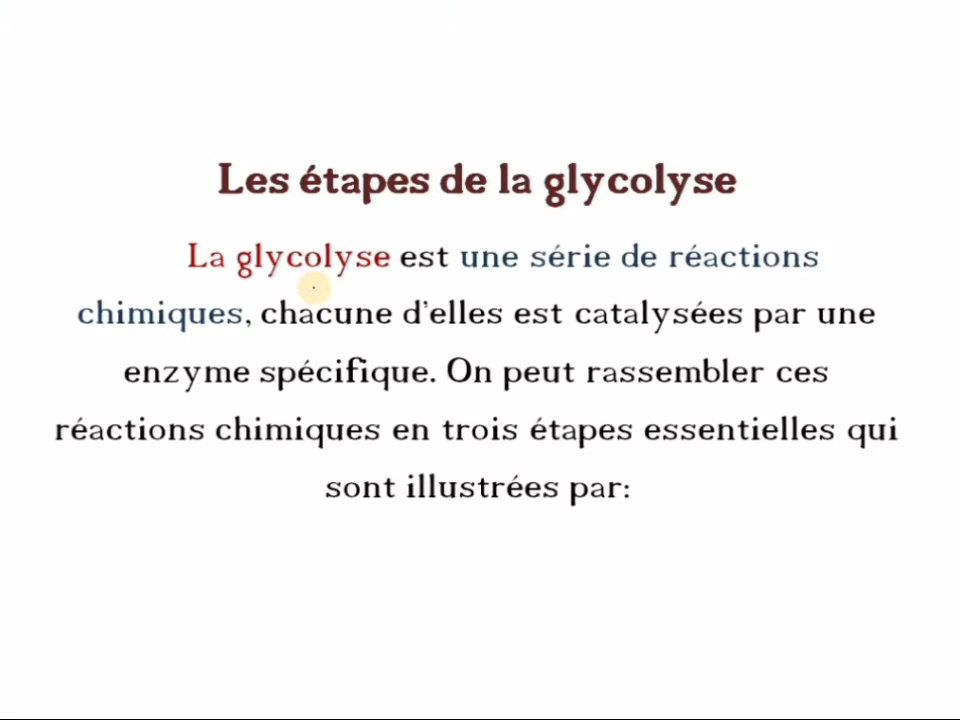 Les étapes de la glycolyse
La glycolyse est une série de réactions
chimiques, chacune d'elles est catalysées par une
enzyme spécifique. On peut rassembler ces
réactions chimiques en trois étapes essentielles qui
sont illustrées par: